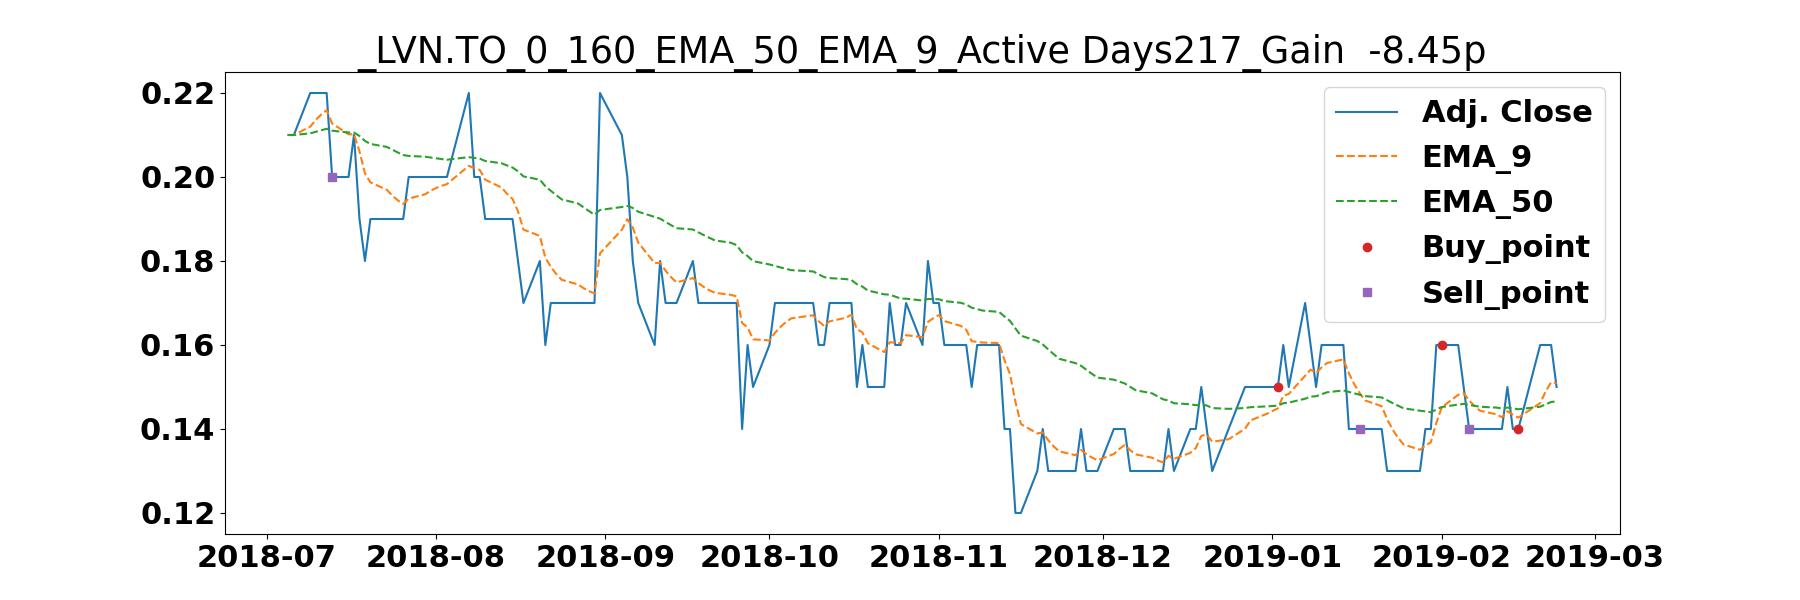 _LVN.TO_0_160_EMA_50_EMA_9_Active Days217_Gain  -8.45p
0.22
0.20
0.18
0.16
0.14
0.12
Adj. Close
EMA_9
EMA_50
Buy_point
Sell_point
2018-07 2018-08 2018-09 2018-10 2018-11 2018-12 2019-01 2019-02 2019-03